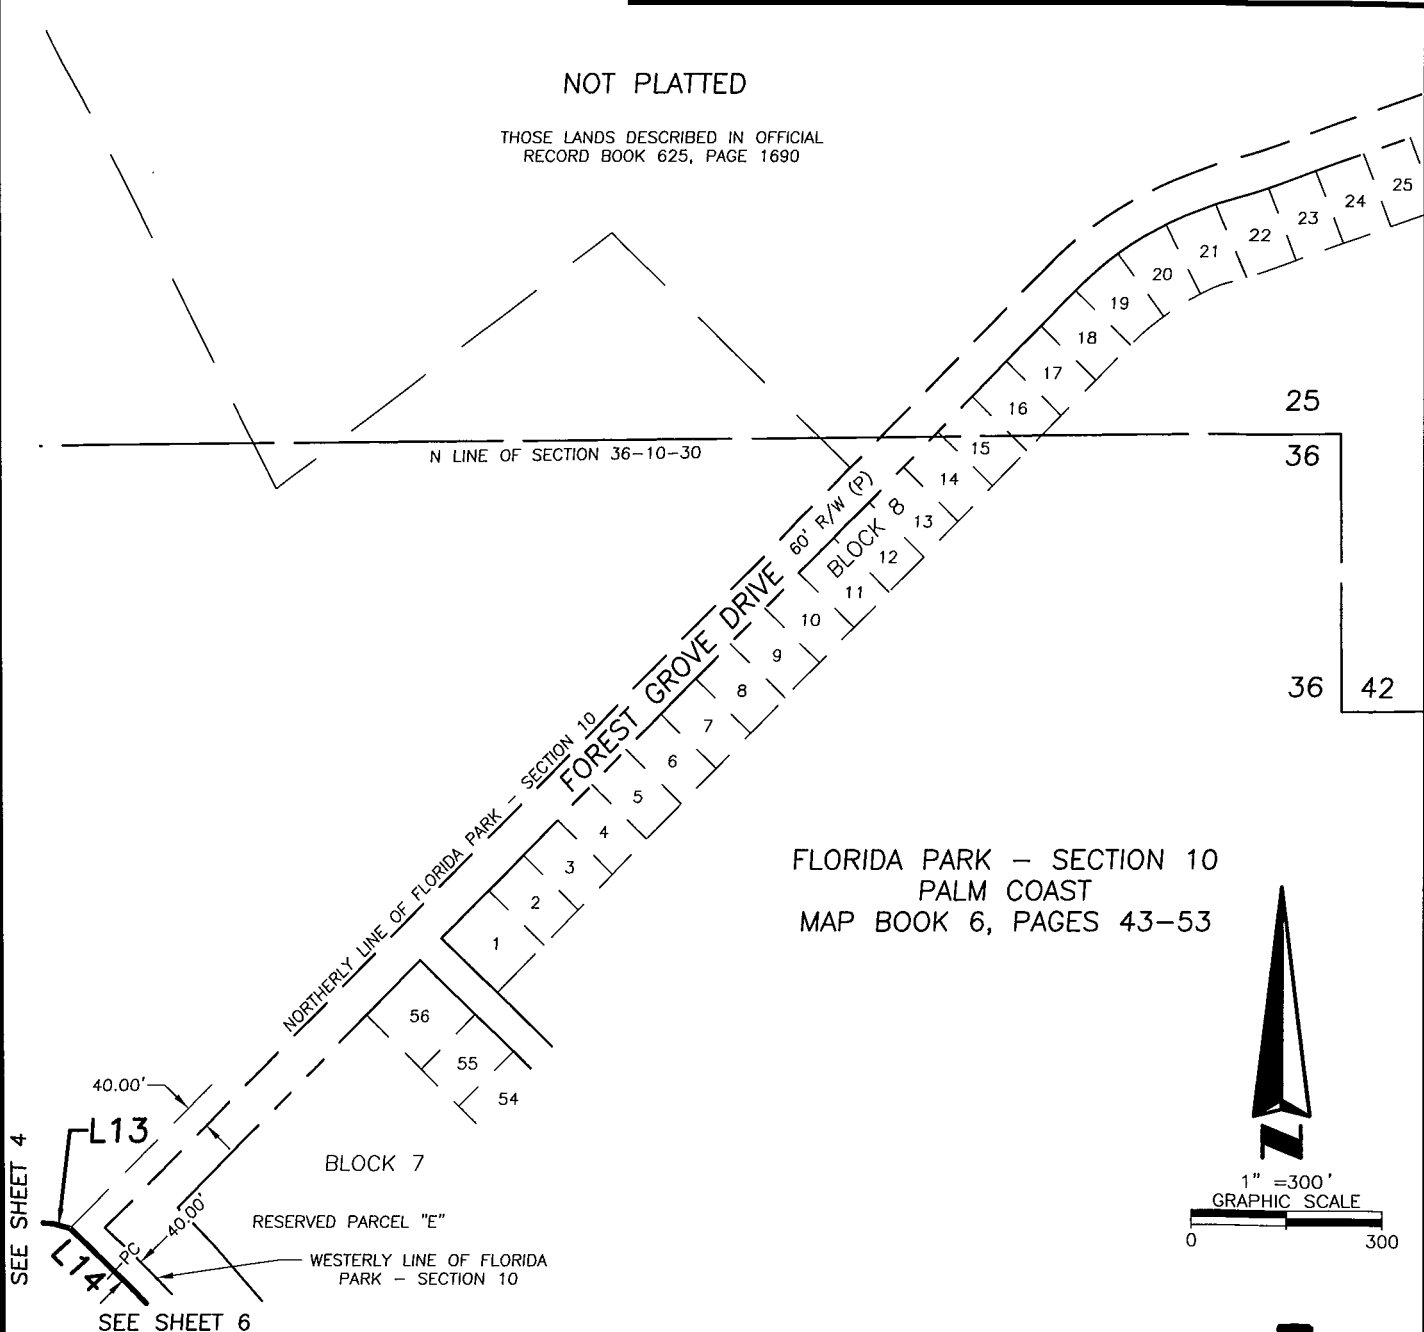 NOT PLATTED
THOSE LANDS DESCRIBED IN OFFICIAL
RECORD BOOK 625, PAGE 1690
25
24
23
22
21
20
19
18
17
16
15
14
13
12
11
10
9
8
7
6
5
4
3
2
1
25
36
36 42
N LINE OF SECTION 36-10-30
60' R/W (P)
BLOCK 8
FOREST GROVE DRIVE
NORTHERLY LINE OF FLORIDA PARK - SECTION 10
FLORIDA PARK - SECTION 10
PALM COAST
MAP BOOK 6, PAGES 43-53
56
55
54
40.00'
L13
SEE SHEET 4
BLOCK 7
RESERVED PARCEL "E"
40.00'
PC
L14
WESTERLY LINE OF FLORIDA
PARK - SECTION 10
SEE SHEET 6
N
1" =300'
GRAPHIC SCALE
0 300